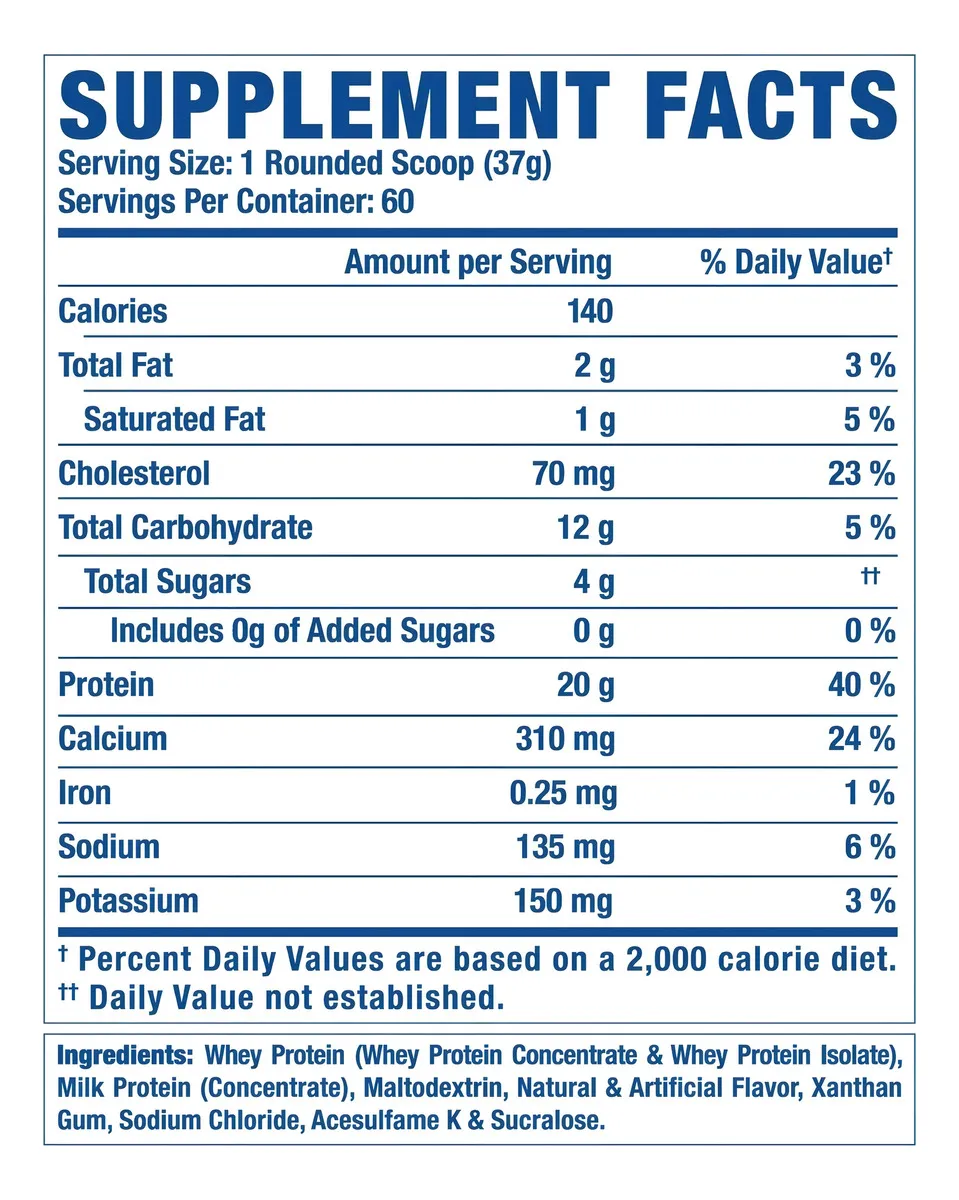 SUPPLEMENT FACTS
Serving Size: 1 Rounded Scoop (37g)
Servings Per Container: 60
Amount per Serving % Daily Value†
Calories 140
Total Fat 2 g 3 %
Saturated Fat 1 g 5 %
Cholesterol 70 mg 23 %
Total Carbohydrate 12 g 5 %
Total Sugars 4 g ††
Includes 0g of Added Sugars 0 g 0 %
Protein 20 g 40 %
Calcium 310 mg 24 %
Iron 0.25 mg 1 %
Sodium 135 mg 6 %
Potassium 150 mg 3 %
† Percent Daily Values are based on a 2,000 calorie diet.
†† Daily Value not established.
Ingredients: Whey Protein (Whey Protein Concentrate & Whey Protein Isolate),
Milk Protein (Concentrate), Maltodextrin, Natural & Artificial Flavor, Xanthan
Gum, Sodium Chloride, Acesulfame K & Sucralose.